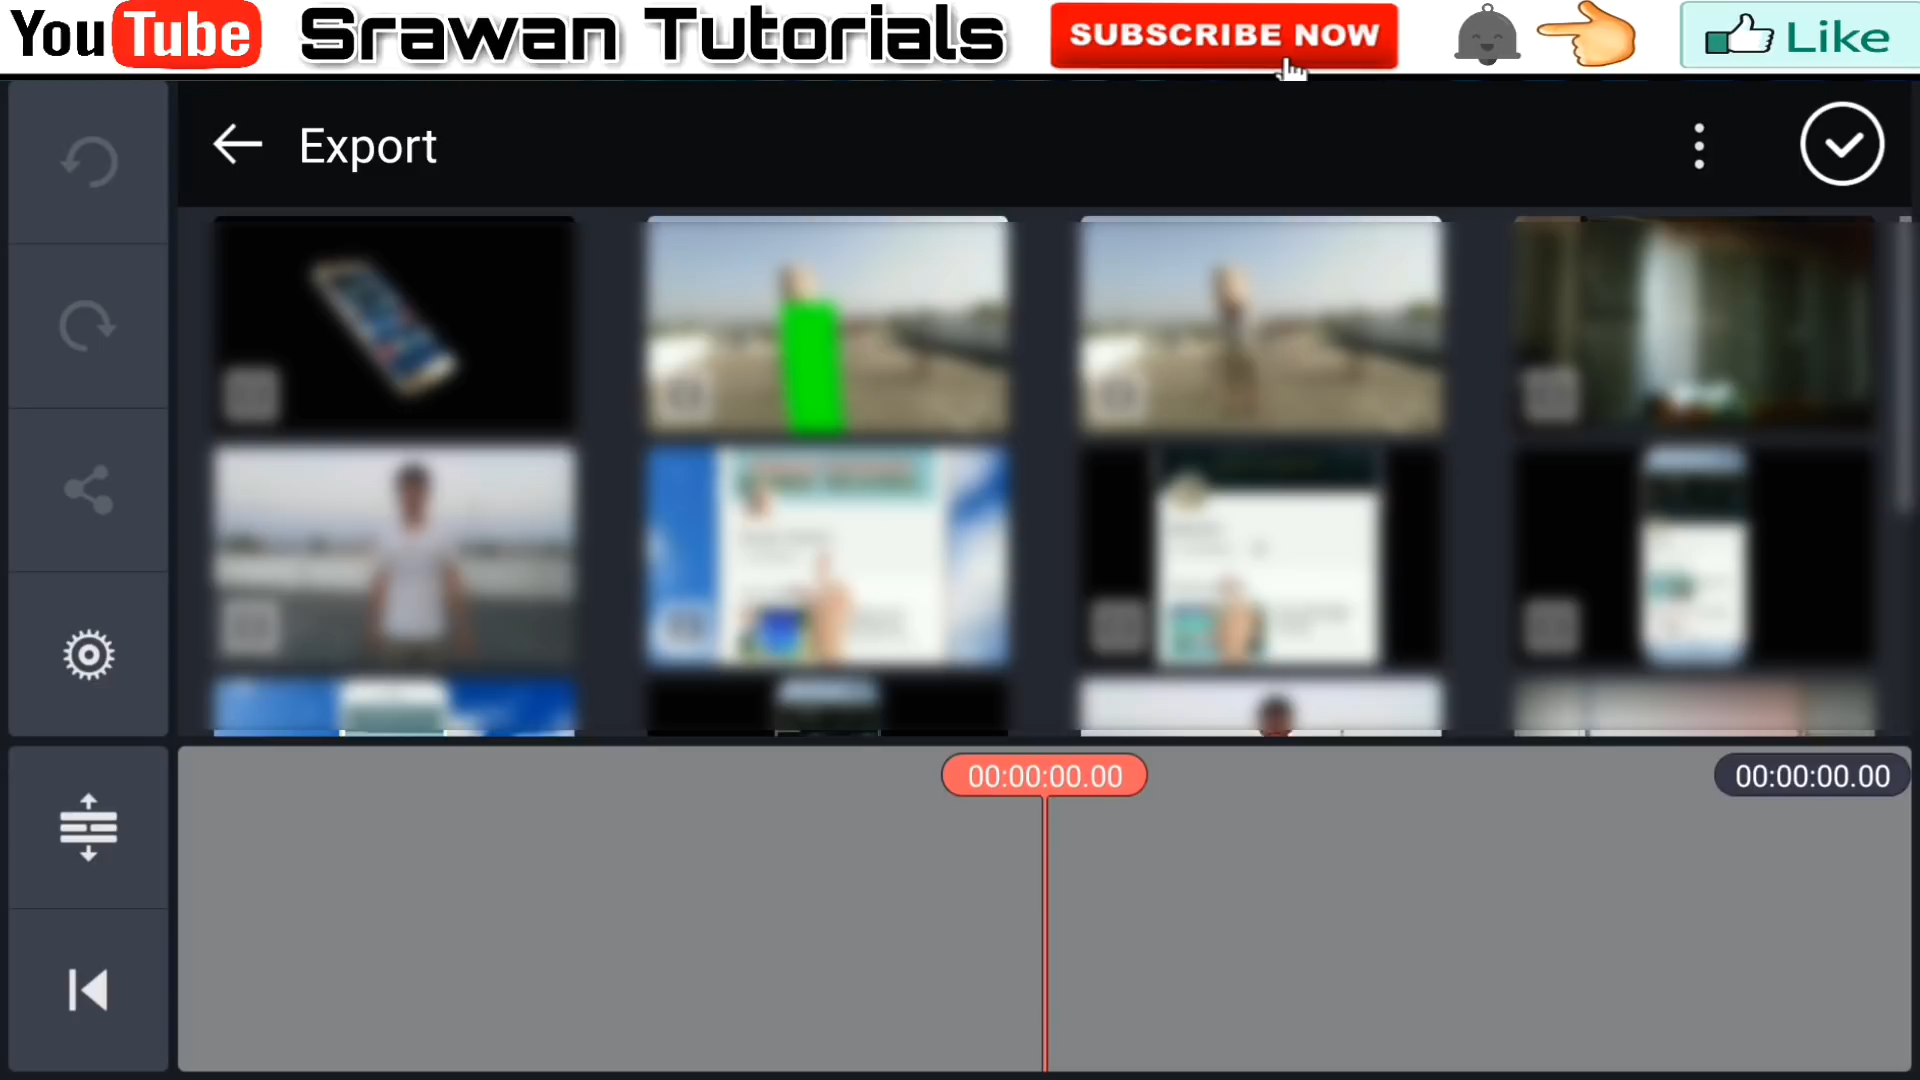 YouTube Srawan Tutorials SUBSCRIBE NOW Like
Export
00:00:00.00 00:00:00.00